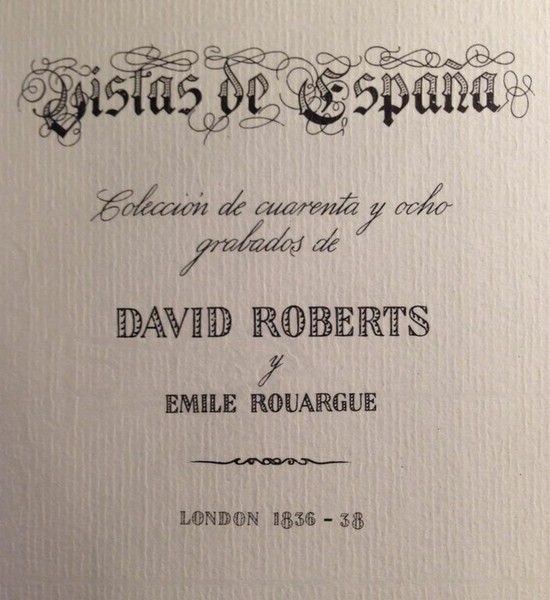 Vistas de España
Colección de cuarenta y ocho
grabados de
DAVID ROBERTS
y
EMILE ROUARGUE
LONDON 1836 - 38